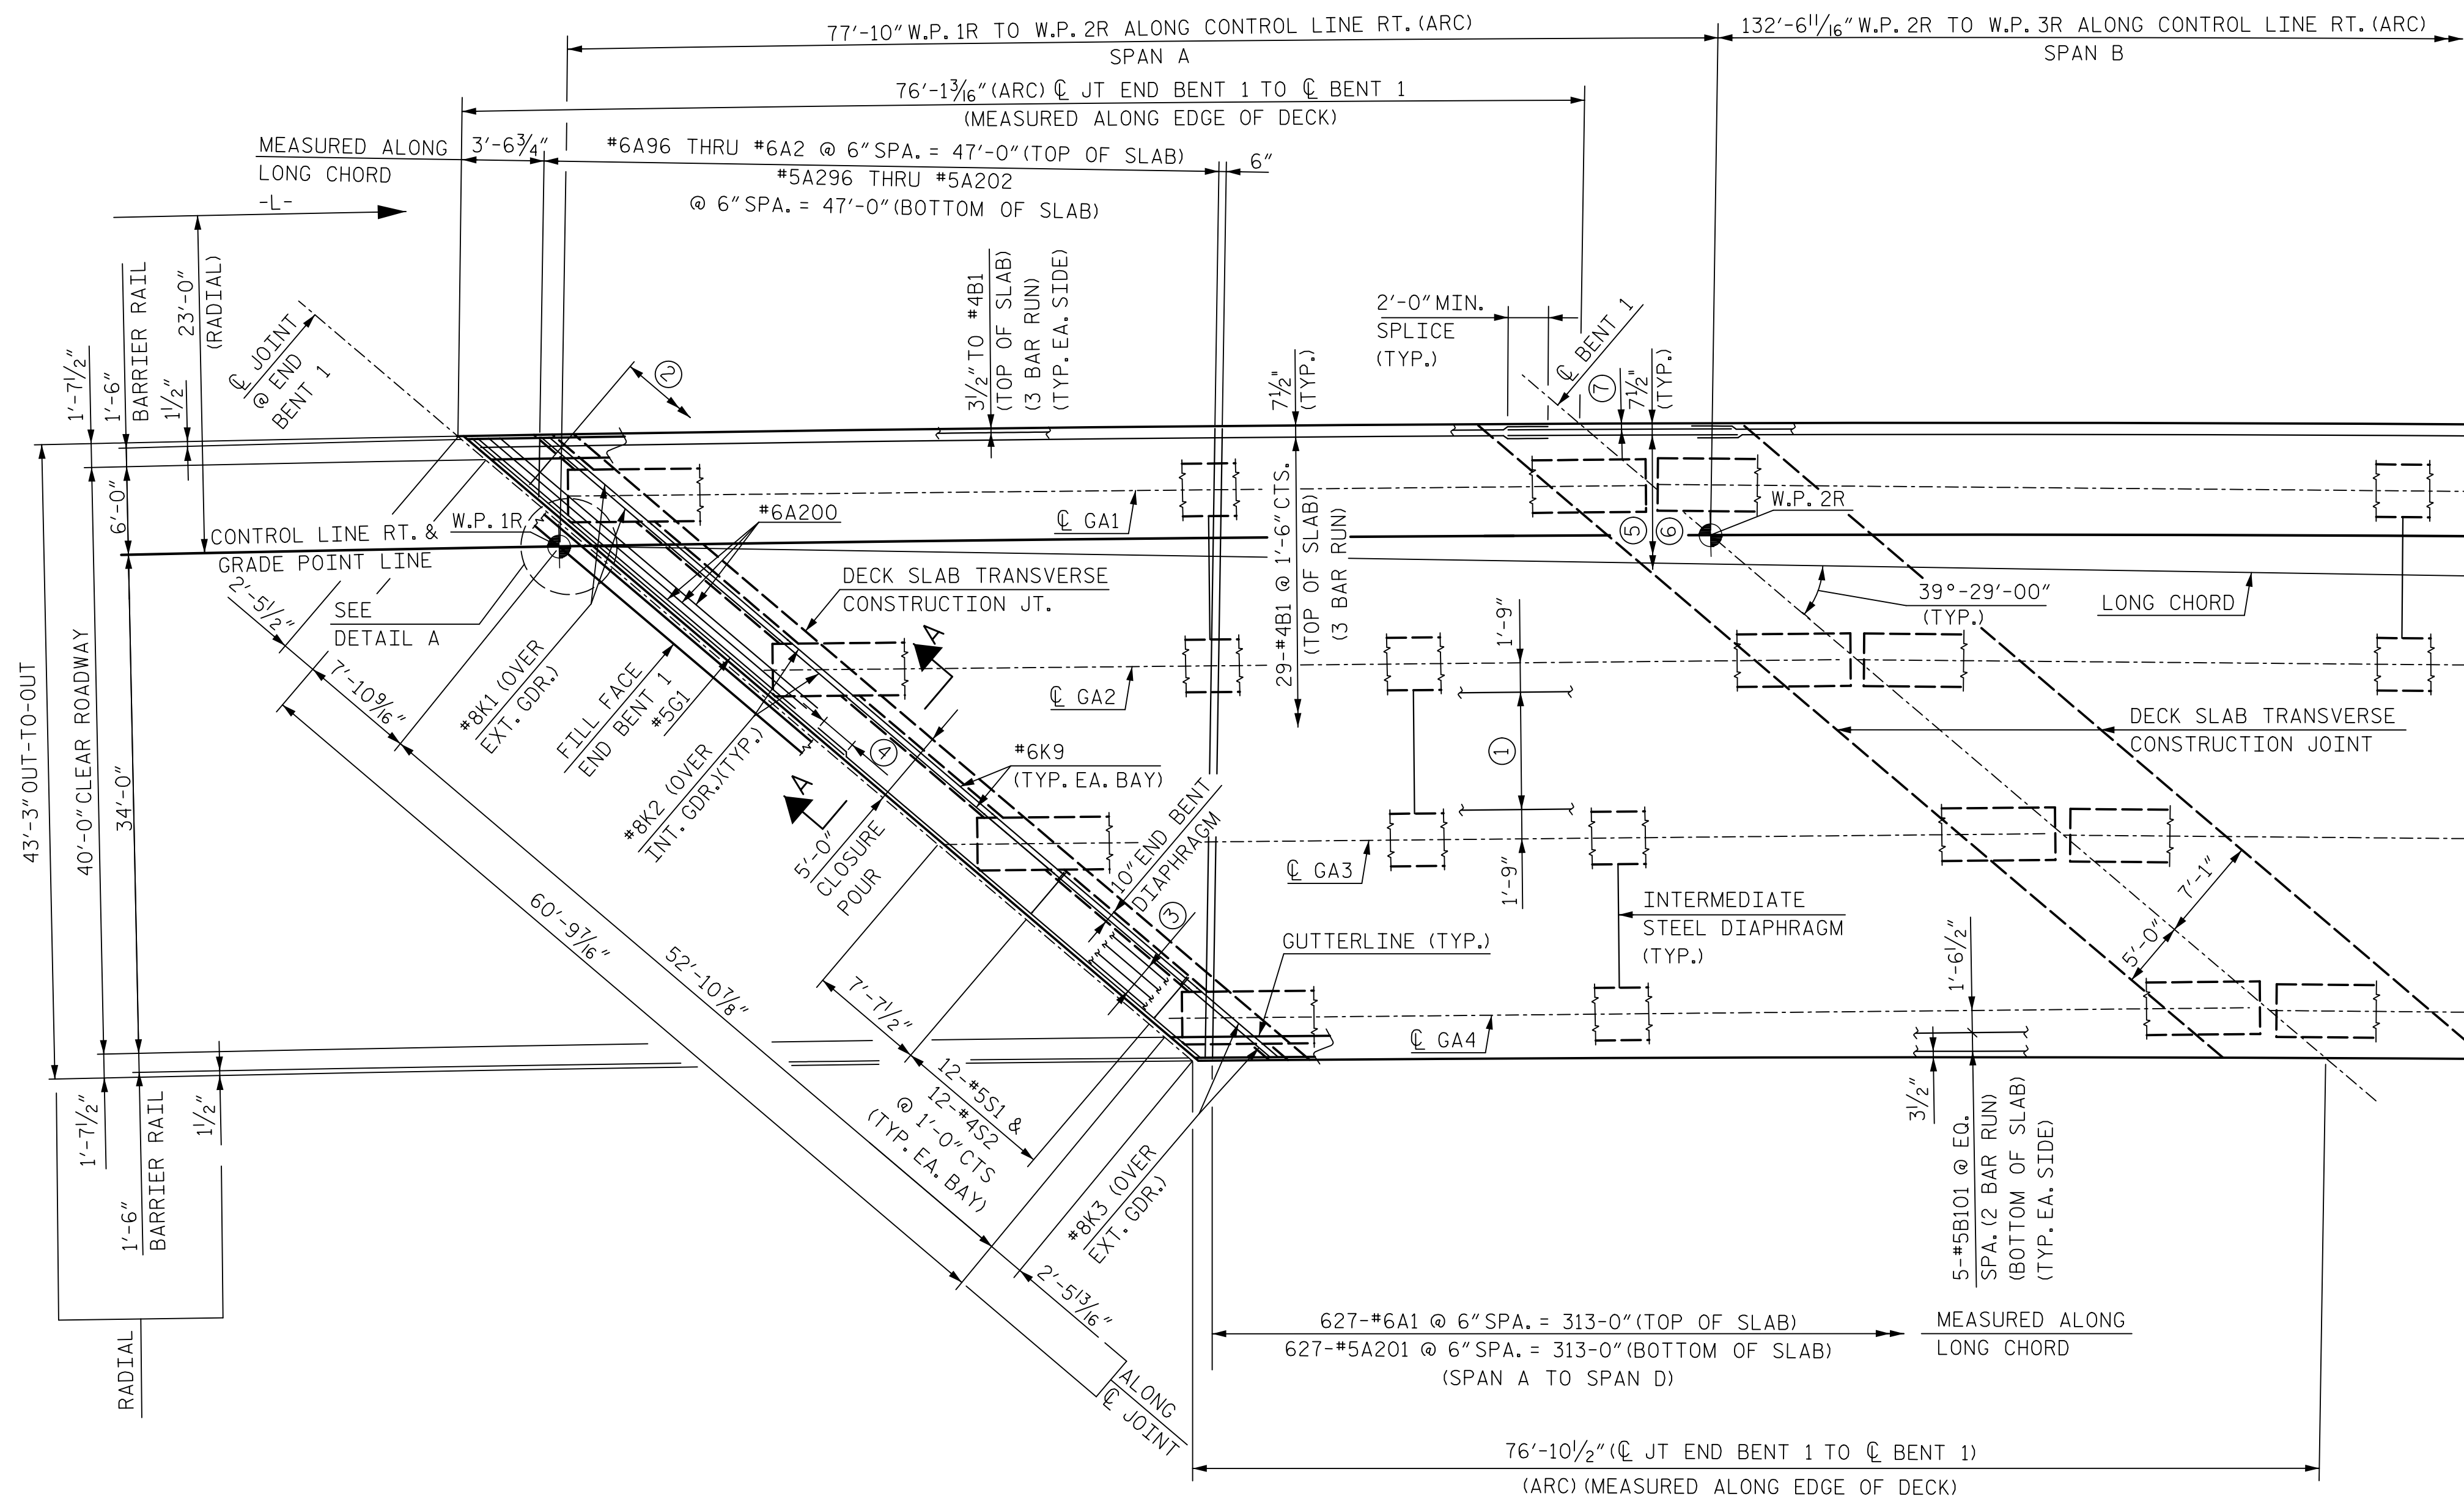 77′-10″ W.P. 1R TO W.P. 2R ALONG CONTROL LINE RT. (ARC)
SPAN A
132′-6 11/16″ W.P. 2R TO W.P. 3R ALONG CONTROL LINE RT. (ARC)
SPAN B
76′-1 3/16″ (ARC) ℄ JT END BENT 1 TO ℄ BENT 1
(MEASURED ALONG EDGE OF DECK)
MEASURED ALONG
LONG CHORD
3′-6 3/4″
#6A96 THRU #6A2 @ 6″ SPA. = 47′-0″ (TOP OF SLAB)
#5A296 THRU #5A202
@ 6″ SPA. = 47′-0″ (BOTTOM OF SLAB)
6″
-L-
23′-0″
(RADIAL)
1′-7 1/2″
1′-6″
BARRIER RAIL
1 1/2″
℄ JOINT
@ END
BENT 1
2
3 1/2″ TO #4B1
(TOP OF SLAB)
(3 BAR RUN)
(TYP. EA. SIDE)
7 1/2"
(TYP.)
2′-0″ MIN.
SPLICE
(TYP.)
℄ BENT 1
7
7 1/2"
(TYP.)
6′-0″
CONTROL LINE RT. &
GRADE POINT LINE
W.P. 1R
#6A200
℄ GA1
29-#4B1 @ 1′-6″ CTS.
(TOP OF SLAB)
(3 BAR RUN)
5
6
W.P. 2R
39°-29′-00″
(TYP.)
LONG CHORD
DECK SLAB TRANSVERSE
CONSTRUCTION JT.
SEE
DETAIL A
2′-5 1/2″
7′-10 9/16″
#8K1 (OVER
EXT. GDR.)
FILL FACE
END BENT 1
#5G1
#8K2 (OVER
INT. GDR.)(TYP.)
A
A
4
℄ GA2
1′-9″
1
1′-9″
DECK SLAB TRANSVERSE
CONSTRUCTION JOINT
43′-3″ OUT-TO-OUT
40′-0″ CLEAR ROADWAY
34′-0″
#6K9
(TYP. EA. BAY)
5′-0″
CLOSURE
POUR
10″ END BENT
DIAPHRAGM
3
℄ GA3
INTERMEDIATE
STEEL DIAPHRAGM
(TYP.)
GUTTERLINE (TYP.)
7′-1″
5′-0″
1′-6 1/2″
60′-9 7/16″
52′-10 7/8″
7′-7 1/2″
12-#5S1 &
12-#4S2
@ 1′-0″ CTS
(TYP. EA. BAY)
℄ GA4
3 1/2″
5-#5B101 @ EQ.
SPA. (2 BAR RUN)
(BOTTOM OF SLAB)
(TYP. EA. SIDE)
1′-7 1/2″
1′-6″
BARRIER RAIL
1 1/2″
RADIAL
#8K3 (OVER
EXT. GDR.)
2′-5 13/16″
ALONG
℄ JOINT
627-#6A1 @ 6″ SPA. = 313-0″ (TOP OF SLAB)
627-#5A201 @ 6″ SPA. = 313-0″ (BOTTOM OF SLAB)
(SPAN A TO SPAN D)
MEASURED ALONG
LONG CHORD
76′-10 1/2″ (℄ JT END BENT 1 TO ℄ BENT 1)
(ARC) (MEASURED ALONG EDGE OF DECK)